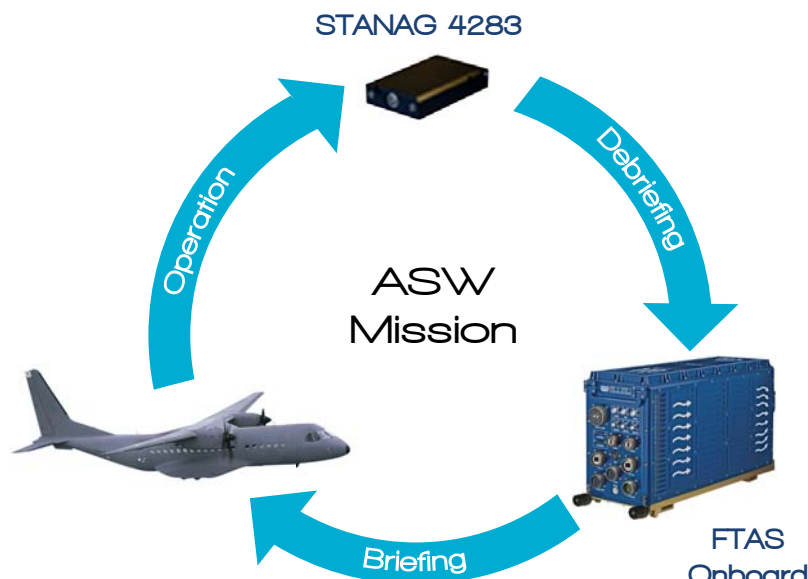 STANAG 4283
Operation
Debriefing
ASW
Mission
Briefing
FTAS
Onboard